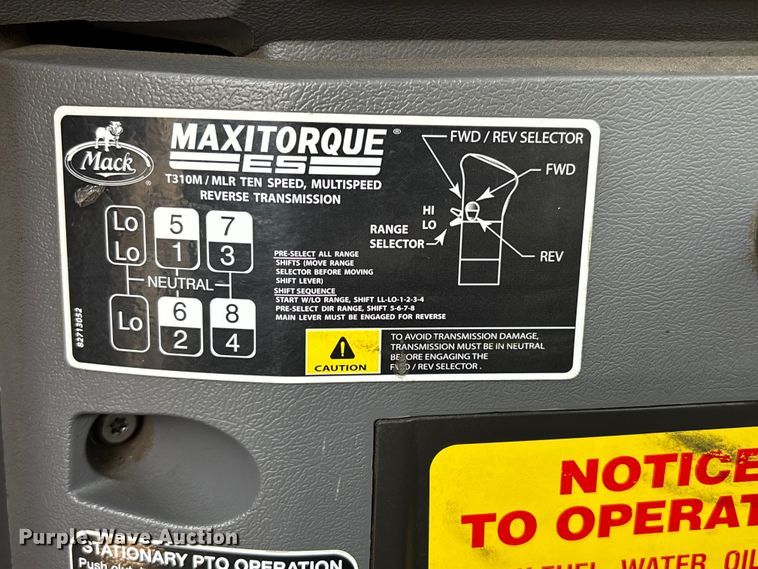 Mack
®
MAXITORQUE®
ES
T310M / MLR TEN SPEED, MULTISPEED
REVERSE TRANSMISSION
Lo 5 7
Lo 1 3
NEUTRAL
Lo 6 8
2 4
82713052
PRE-SELECT ALL RANGE
SHIFTS (MOVE RANGE
SELECTOR BEFORE MOVING
SHIFT LEVER)
SHIFT SEQUENCE
START W/LO RANGE, SHIFT LL-LO-1-2-3-4
PRE-SELECT DIR RANGE, SHIFT 5-6-7-8
MAIN LEVER MUST BE ENGAGED FOR REVERSE
FWD / REV SELECTOR
FWD
HI
LO
RANGE
SELECTOR
REV
CAUTION
TO AVOID TRANSMISSION DAMAGE,
TRANSMISSION MUST BE IN NEUTRAL
BEFORE ENGAGING THE
/ REV SELECTOR .
NOTICE
TO OPERAT
FUEL, WATER, OIL
STATIONARY PTO OPERATION
Push
Purple Wave Auction